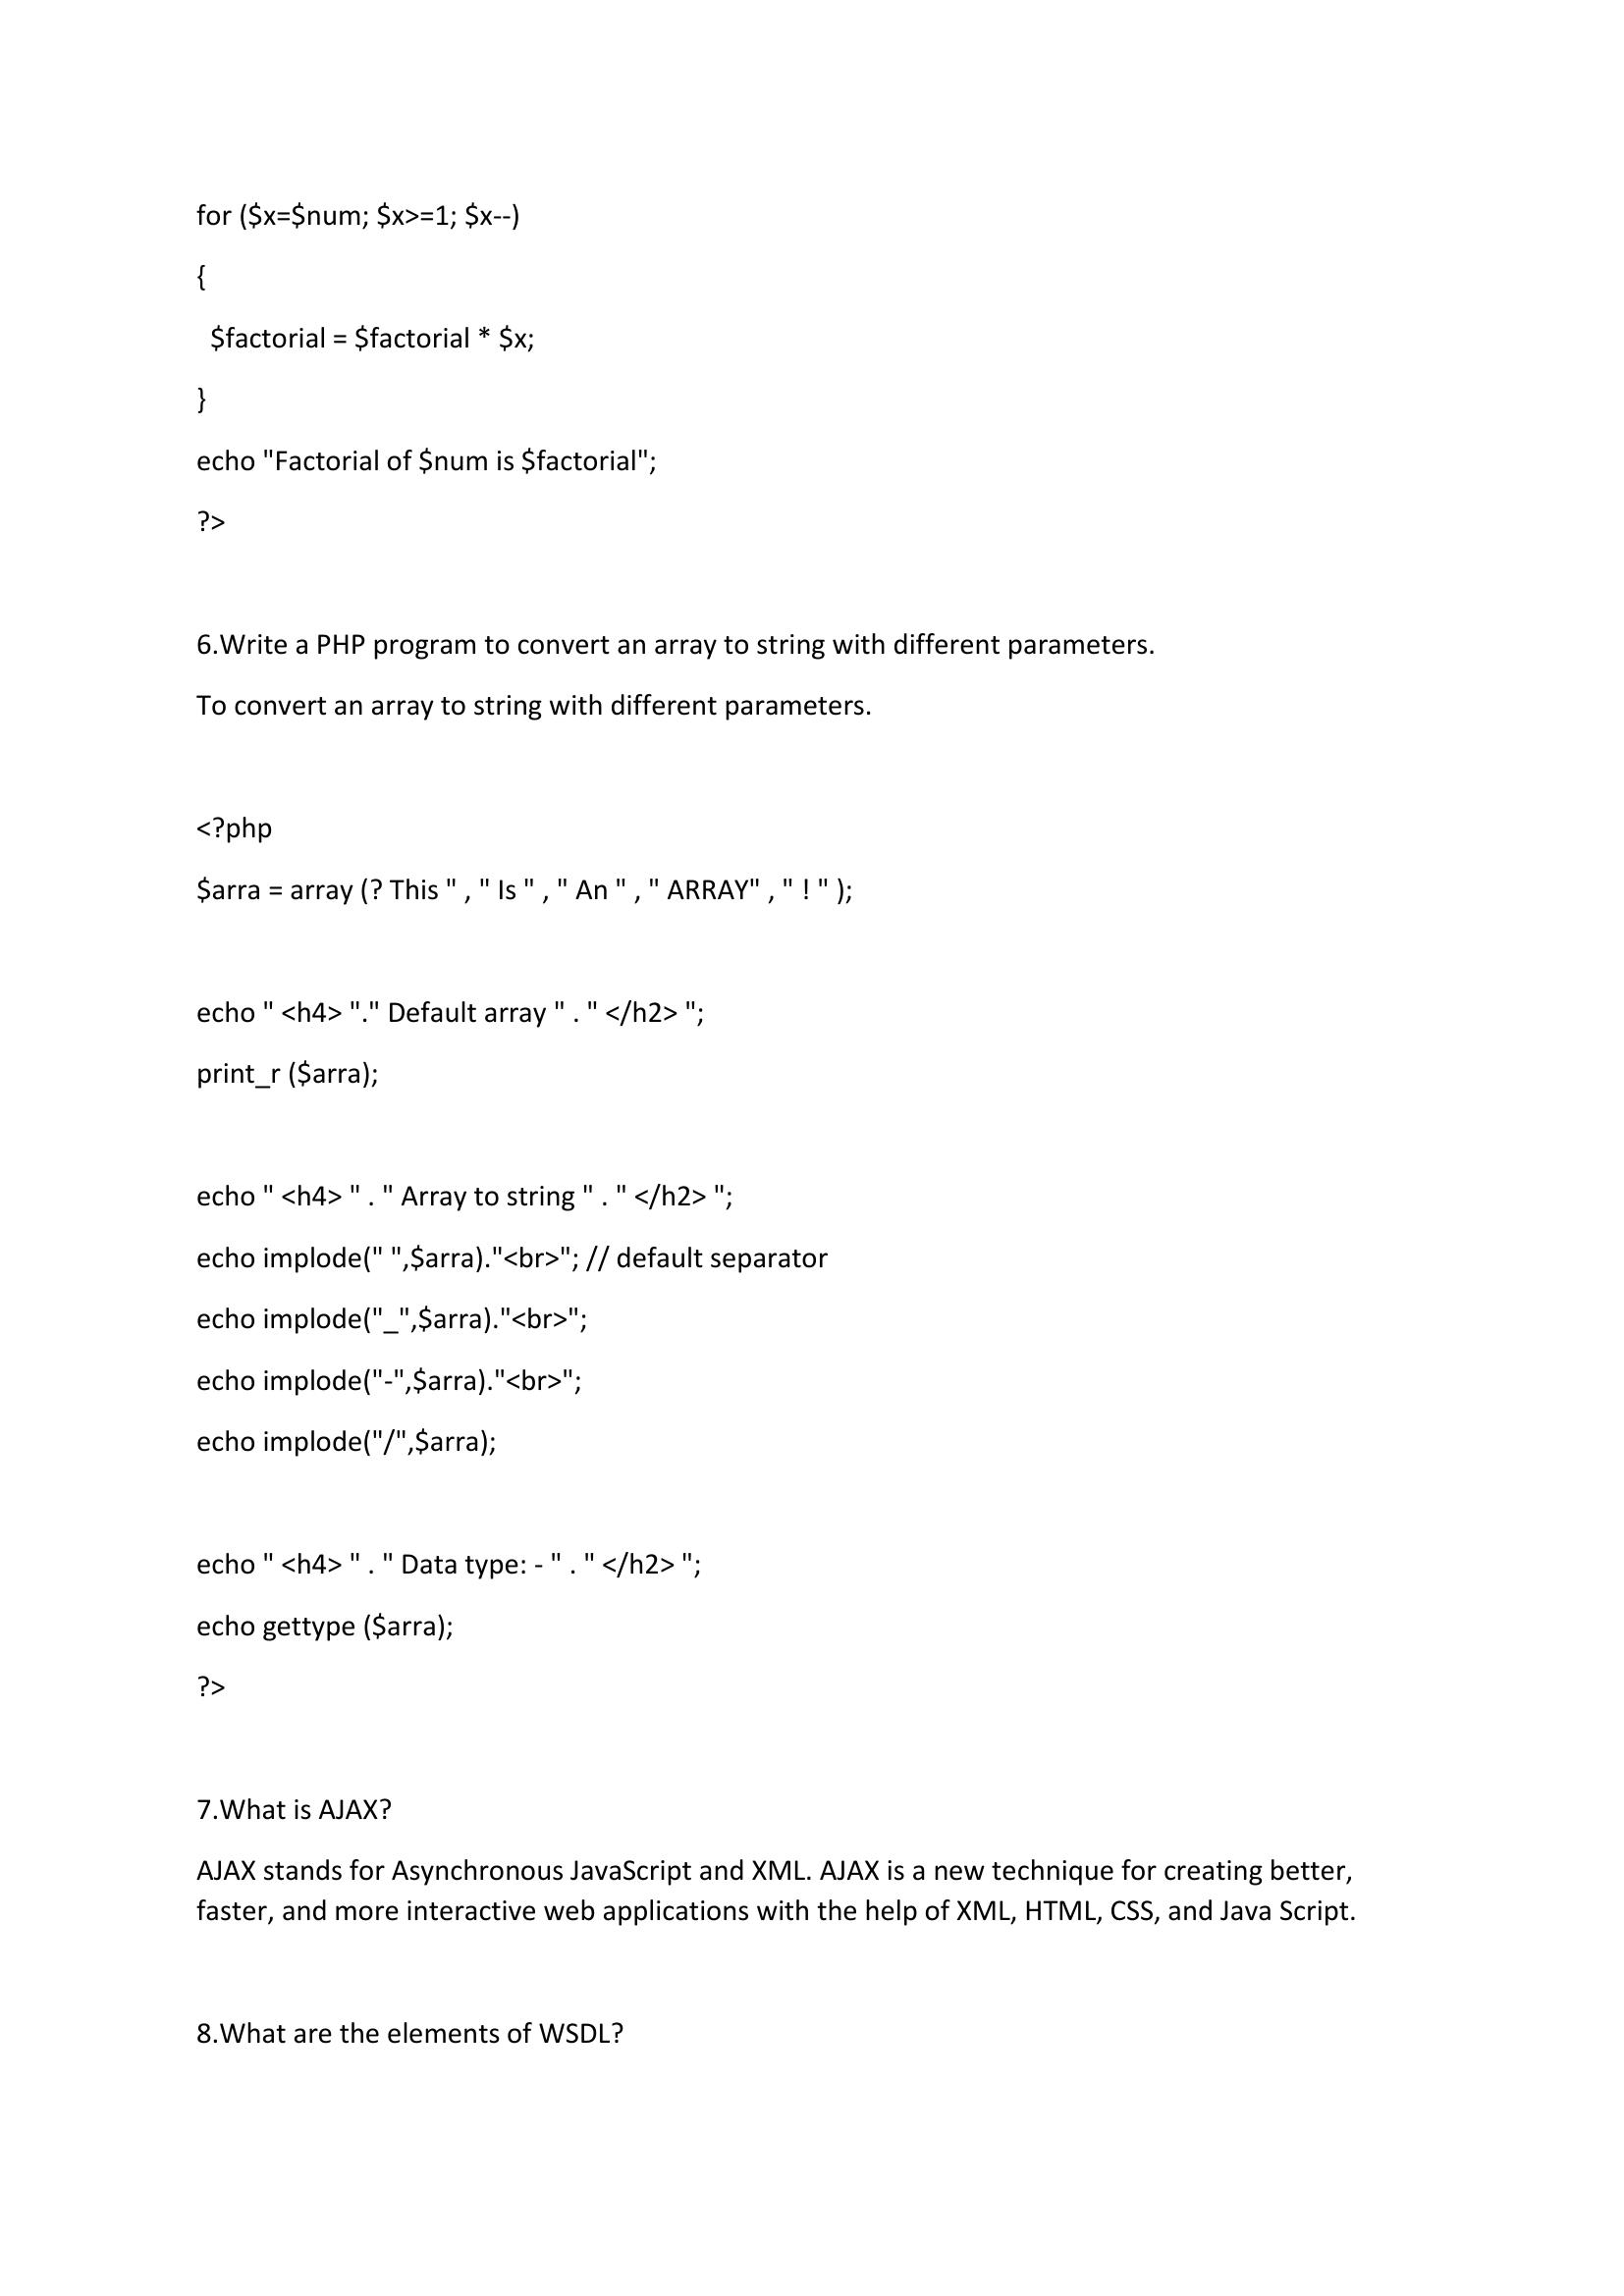 for ($x=$num; $x>=1; $x--)
{
  $factorial = $factorial * $x;
}
echo "Factorial of $num is $factorial";
?>
6.Write a PHP program to convert an array to string with different parameters.
To convert an array to string with different parameters.
<?php
$arra = array (? This " , " Is " , " An " , " ARRAY" , " ! " );
echo " <h4> "." Default array " . " </h2> ";
print_r ($arra);
echo " <h4> " . " Array to string " . " </h2> ";
echo implode(" ",$arra)."<br>"; // default separator
echo implode("_",$arra)."<br>";
echo implode("-",$arra)."<br>";
echo implode("/",$arra);
echo " <h4> " . " Data type: - " . " </h2> ";
echo gettype ($arra);
?>
7.What is AJAX?
AJAX stands for Asynchronous JavaScript and XML. AJAX is a new technique for creating better,
faster, and more interactive web applications with the help of XML, HTML, CSS, and Java Script.
8.What are the elements of WSDL?